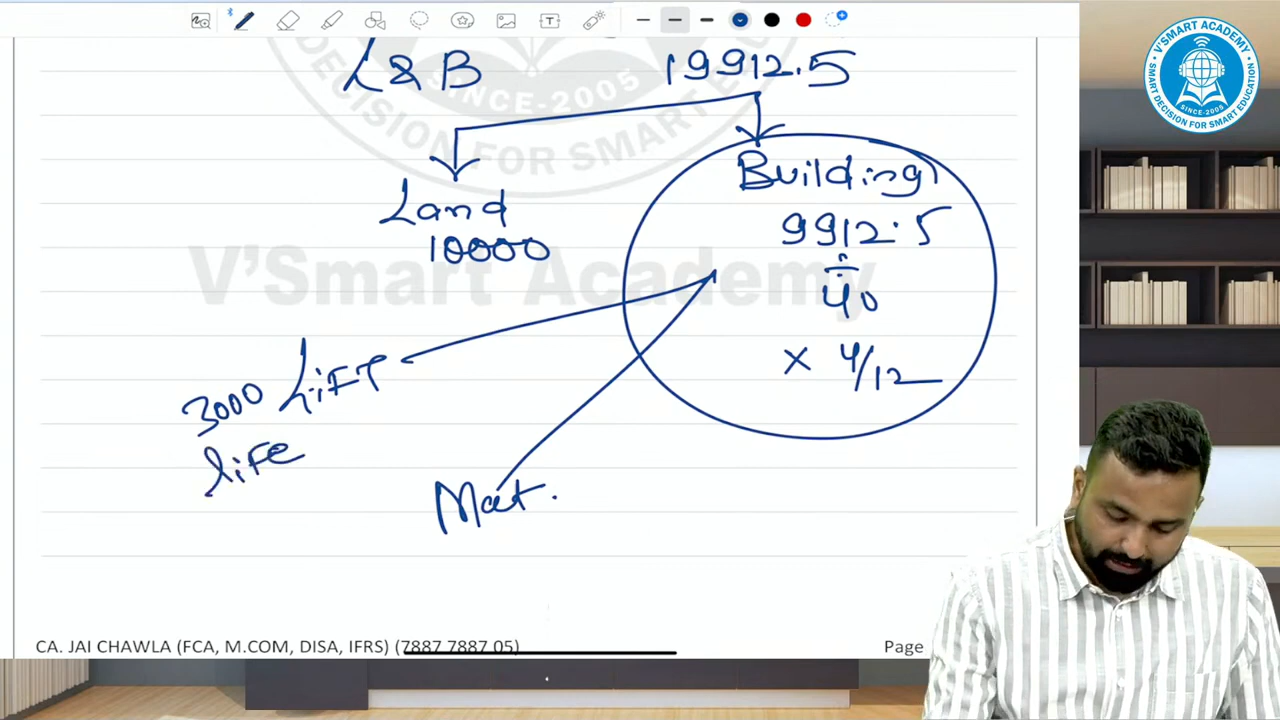 L & B 19912.5
Land
10000
Building
9912.5
÷
40
× 4/12
3000 LiFT
life
Mat.
V'Smart Academy
SINCE-2005
DECISION FOR SMART
CA. JAI CHAWLA (FCA, M.COM, DISA, IFRS) (7887 7887 05)
Page
V'SMART ACADEMY
SMART DECISION FOR SMART EDUCATION
SINCE-2005